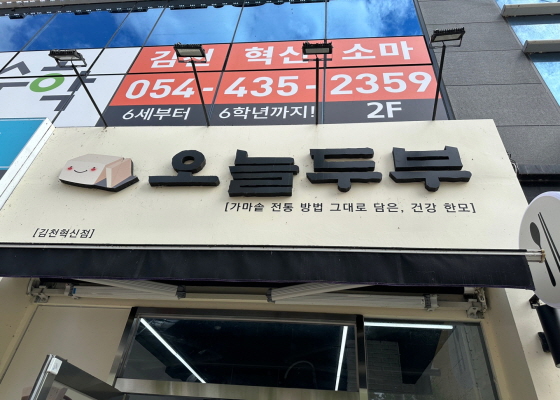 수학
김천 혁신 소마
054-435-2359
6세부터 6학년까지! 2F
오늘두부
[가마솥 전통 방법 그대로 담은, 건강 한모]
[김천혁신점]